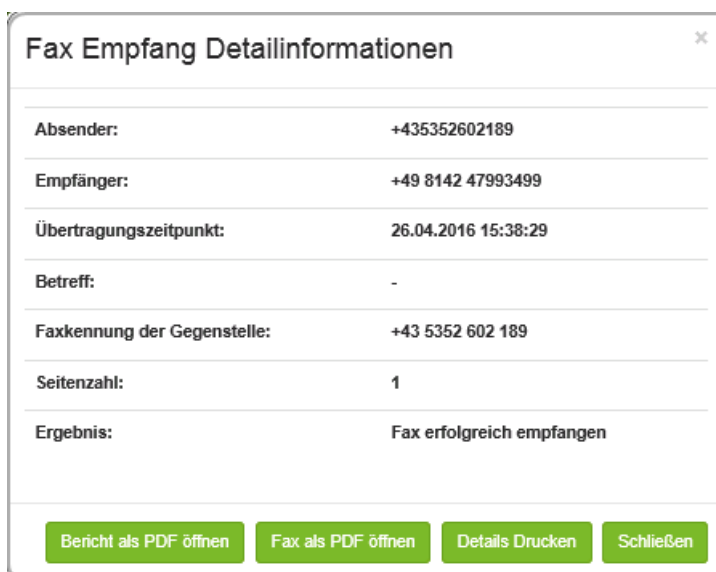 Fax Empfang Detailinformationen ×
Absender: +435352602189
Empfänger: +49 8142 47993499
Übertragungszeitpunkt: 26.04.2016 15:38:29
Betreff: -
Faxkennung der Gegenstelle: +43 5352 602 189
Seitenzahl: 1
Ergebnis: Fax erfolgreich empfangen
Bericht als PDF öffnen Fax als PDF öffnen Details Drucken Schließen